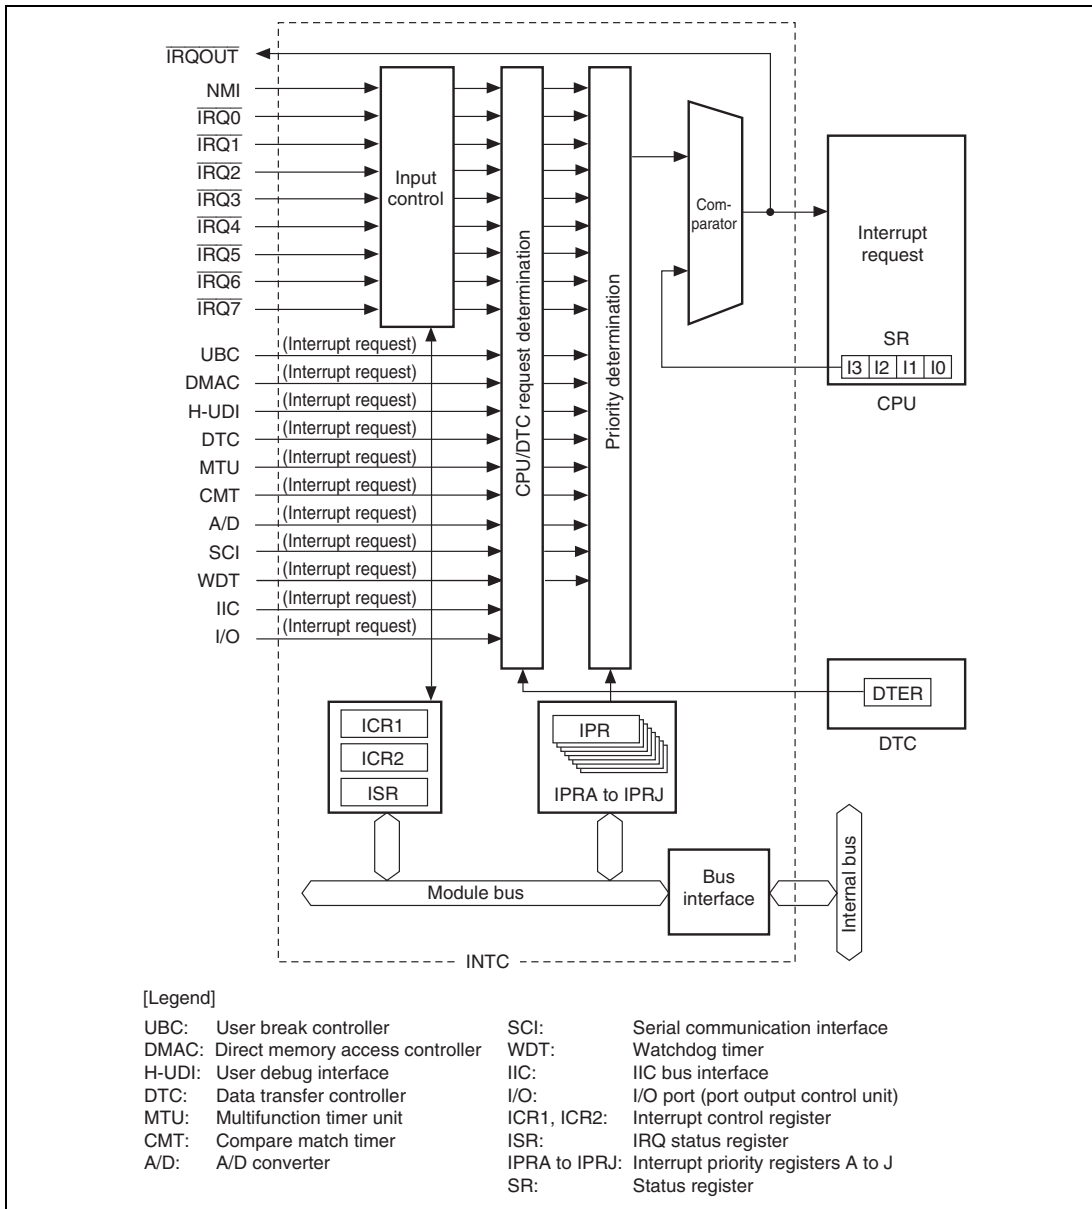 IRQOUT
NMI
IRQ0
IRQ1
IRQ2
IRQ3
IRQ4
IRQ5
IRQ6
IRQ7
Input
control
UBC (Interrupt request)
DMAC (Interrupt request)
H-UDI (Interrupt request)
DTC (Interrupt request)
MTU (Interrupt request)
CMT (Interrupt request)
A/D (Interrupt request)
SCI (Interrupt request)
WDT (Interrupt request)
IIC (Interrupt request)
I/O (Interrupt request)
CPU/DTC request determination
Priority determination
Com-
parator
Interrupt
request
SR
I3 I2 I1 I0
CPU
DTER
DTC
ICR1
ICR2
ISR
IPR
IPRA to IPRJ
Module bus
Bus
interface
Internal bus
INTC
[Legend]
UBC: User break controller
DMAC: Direct memory access controller
H-UDI: User debug interface
DTC: Data transfer controller
MTU: Multifunction timer unit
CMT: Compare match timer
A/D: A/D converter
SCI: Serial communication interface
WDT: Watchdog timer
IIC: IIC bus interface
I/O: I/O port (port output control unit)
ICR1, ICR2: Interrupt control register
ISR: IRQ status register
IPRA to IPRJ: Interrupt priority registers A to J
SR: Status register